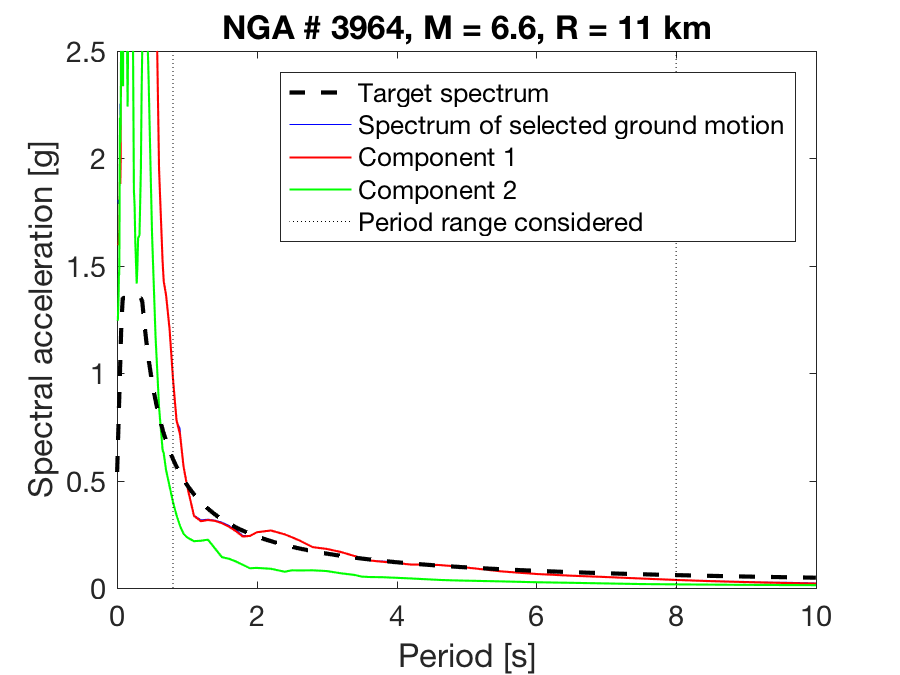 NGA # 3964, M = 6.6, R = 11 km
2.5
2
1.5
1
0.5
0
Spectral acceleration [g]
Target spectrum
Spectrum of selected ground motion
Component 1
Component 2
Period range considered
0 2 4 6 8 10
Period [s]